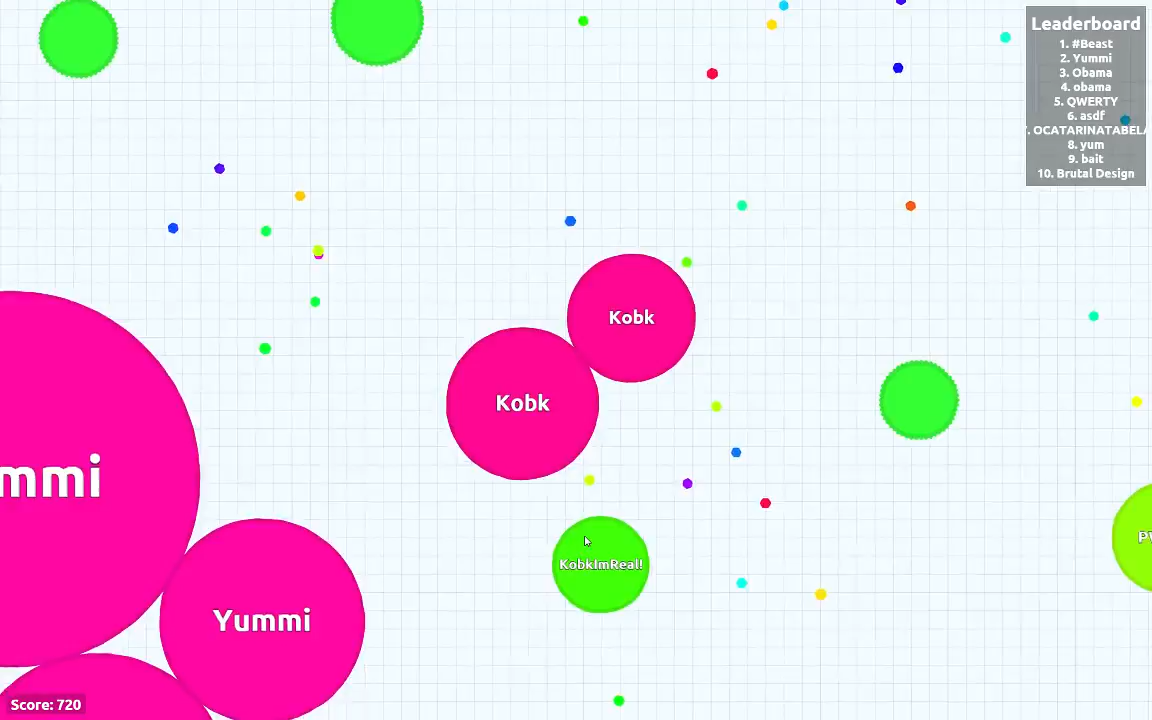 Leaderboard
1. #Beast
2. Yummi
3. Obama
4. obama
5. QWERTY
6. asdf
. OCATARINATABELA
8. yum
9. bait
10. Brutal Design
Kobk
Kobk
mmi
KobkImReal!
Yummi
Score: 720